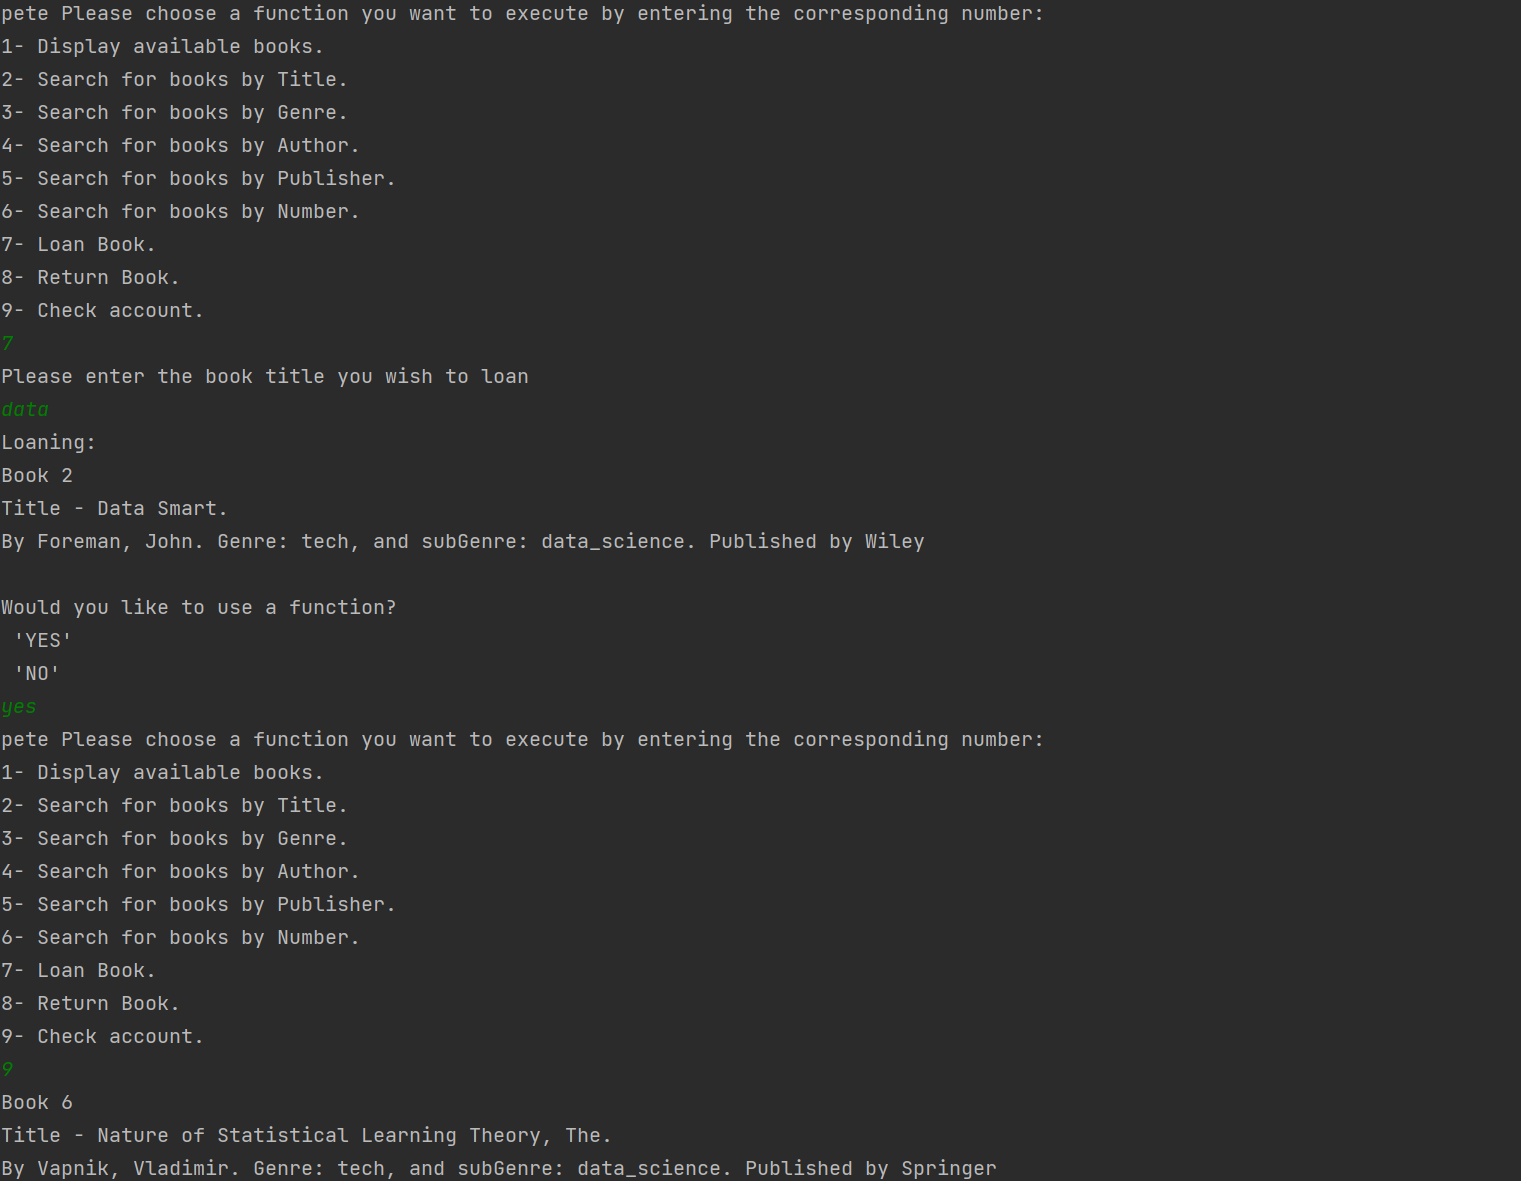 pete Please choose a function you want to execute by entering the corresponding number:
1- Display available books.
2- Search for books by Title.
3- Search for books by Genre.
4- Search for books by Author.
5- Search for books by Publisher.
6- Search for books by Number.
7- Loan Book.
8- Return Book.
9- Check account.
7
Please enter the book title you wish to loan
data
Loaning:
Book 2
Title - Data Smart.
By Foreman, John. Genre: tech, and subGenre: data_science. Published by Wiley
Would you like to use a function?
'YES'
'NO'
yes
pete Please choose a function you want to execute by entering the corresponding number:
1- Display available books.
2- Search for books by Title.
3- Search for books by Genre.
4- Search for books by Author.
5- Search for books by Publisher.
6- Search for books by Number.
7- Loan Book.
8- Return Book.
9- Check account.
9
Book 6
Title - Nature of Statistical Learning Theory, The.
By Vapnik, Vladimir. Genre: tech, and subGenre: data_science. Published by Springer